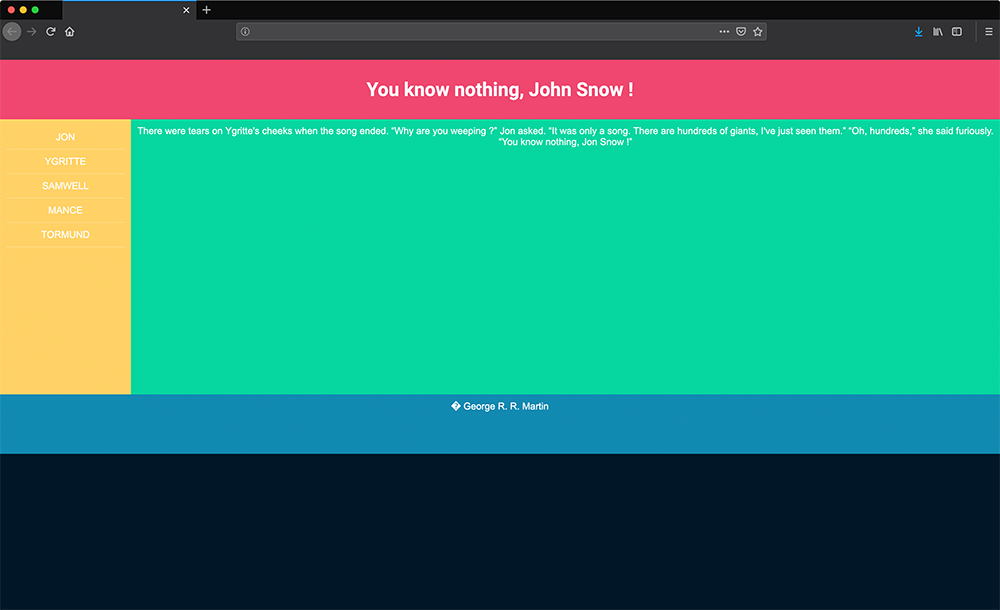 You know nothing, John Snow !
JON
YGRITTE
SAMWELL
MANCE
TORMUND
There were tears on Ygritte's cheeks when the song ended. “Why are you weeping ?” Jon asked. “It was only a song. There are hundreds of giants, I've just seen them.” “Oh, hundreds,” she said furiously.
“You know nothing, Jon Snow !”
� George R. R. Martin